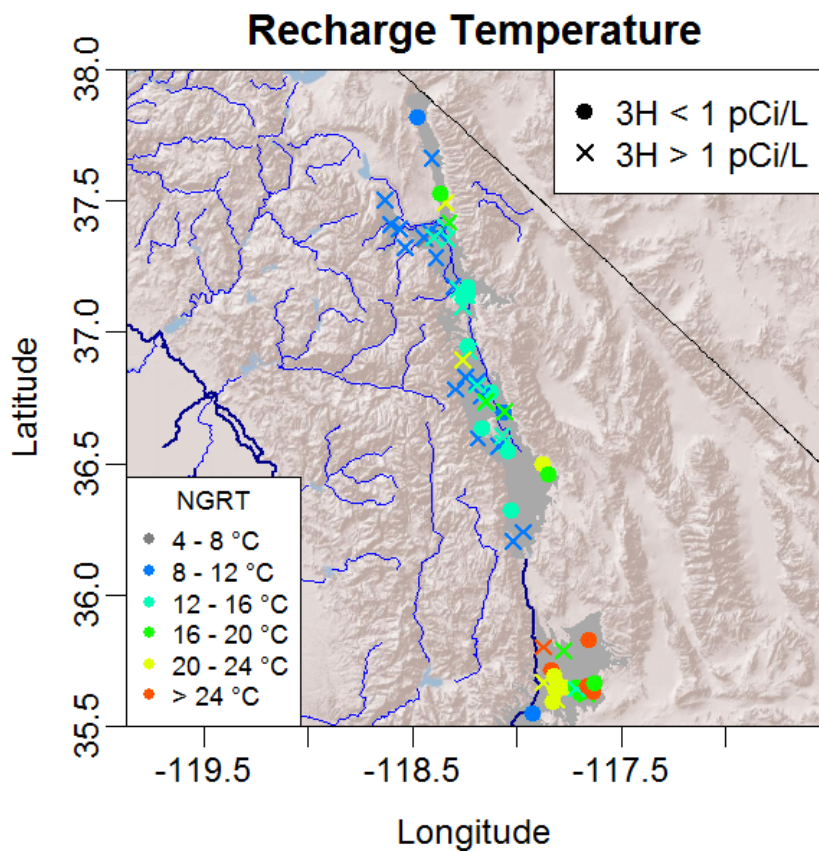 Recharge Temperature
38.0
37.5
37.0
36.5
36.0
35.5
Latitude
3H < 1 pCi/L
3H > 1 pCi/L
NGRT
4 - 8 °C
8 - 12 °C
12 - 16 °C
16 - 20 °C
20 - 24 °C
> 24 °C
-119.5
-118.5
-117.5
Longitude